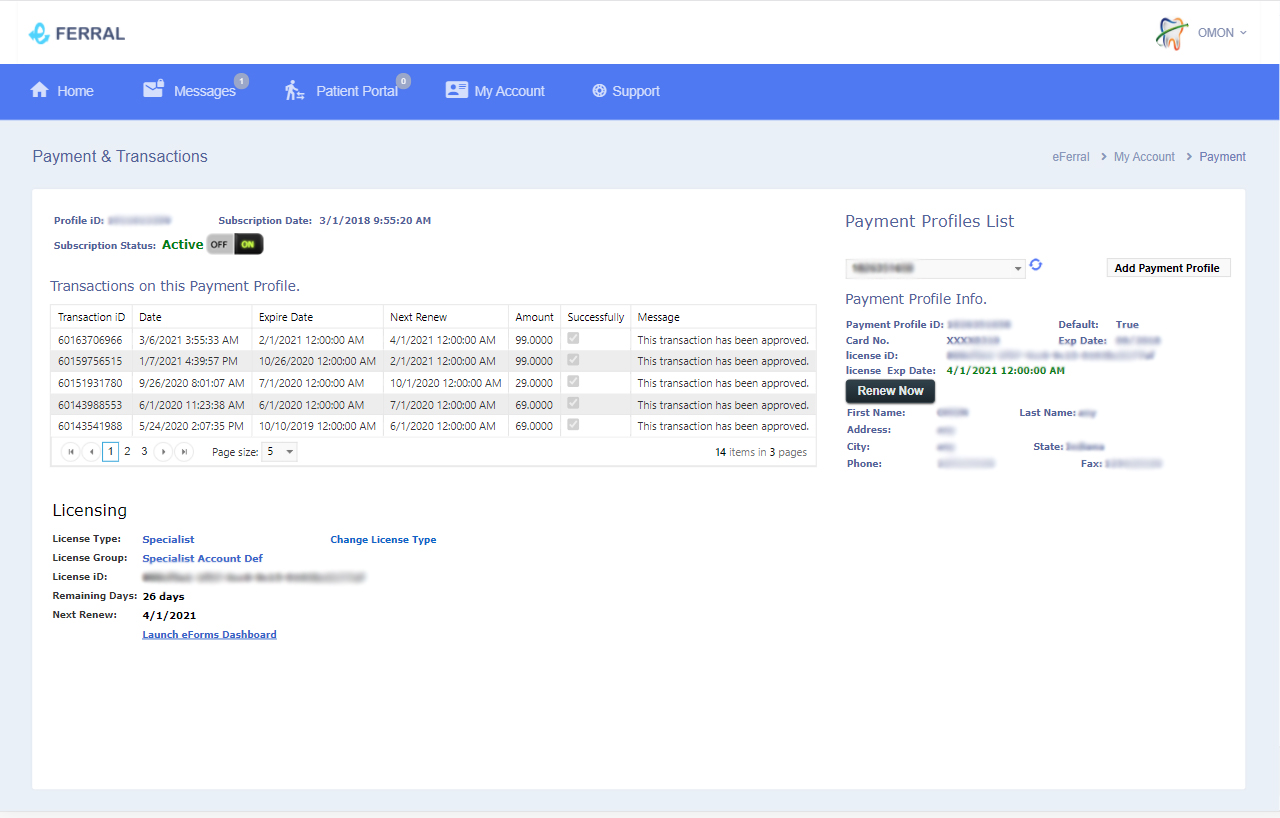 FERRAL
OMON
Home
Messages 1
Patient Portal 0
My Account
Support
Payment & Transactions
eFerral > My Account > Payment
Profile iD:
Subscription Date: 3/1/2018 9:55:20 AM
Subscription Status: Active OFF ON
Transactions on this Payment Profile.
Transaction iD Date Expire Date Next Renew Amount Successfully Message
60163706966 3/6/2021 3:55:33 AM 2/1/2021 12:00:00 AM 4/1/2021 12:00:00 AM 99.0000 This transaction has been approved.
60159756515 1/7/2021 4:39:57 PM 10/26/2020 12:00:00 AM 2/1/2021 12:00:00 AM 99.0000 This transaction has been approved.
60151931780 9/26/2020 8:01:07 AM 7/1/2020 12:00:00 AM 10/1/2020 12:00:00 AM 29.0000 This transaction has been approved.
60143988553 6/1/2020 11:23:38 AM 6/1/2020 12:00:00 AM 7/1/2020 12:00:00 AM 69.0000 This transaction has been approved.
60143541988 5/24/2020 2:07:35 PM 10/10/2019 12:00:00 AM 6/1/2020 12:00:00 AM 69.0000 This transaction has been approved.
1 2 3 Page size: 5 14 items in 3 pages
Licensing
License Type: Specialist Change License Type
License Group: Specialist Account Def
License iD:
Remaining Days: 26 days
Next Renew: 4/1/2021
Launch eForms Dashboard
Payment Profiles List
Add Payment Profile
Payment Profile Info.
Payment Profile iD: Default: True
Card No. Exp Date:
license iD:
license Exp Date: 4/1/2021 12:00:00 AM
Renew Now
First Name: Last Name:
Address:
City: State:
Phone: Fax: